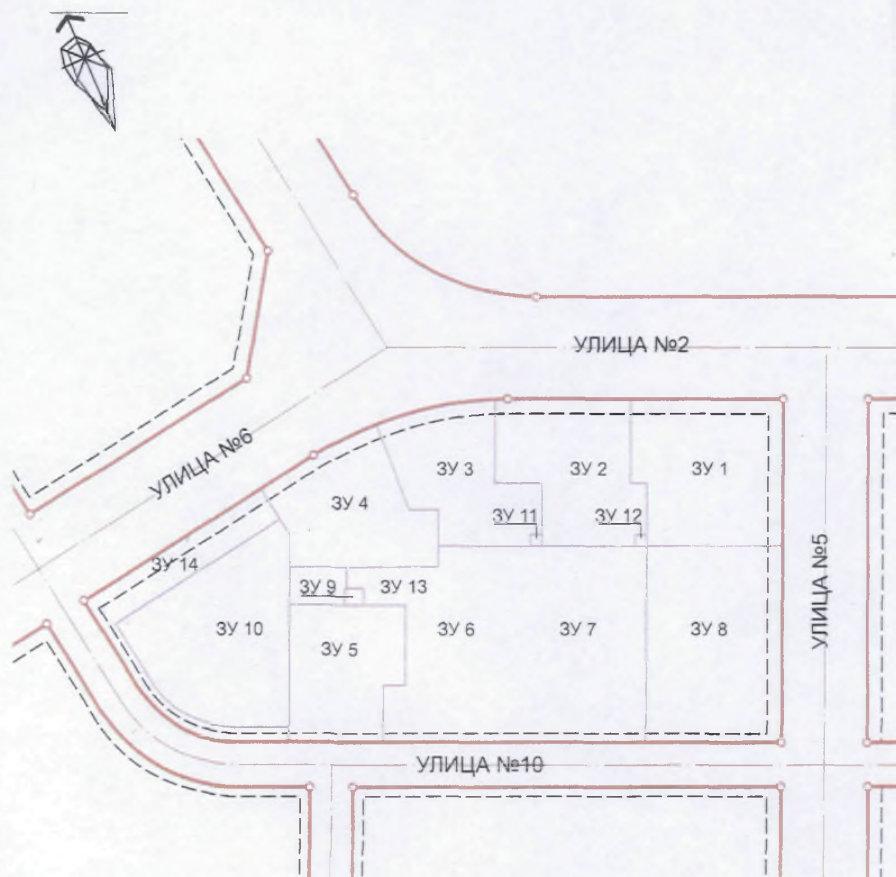 УЛИЦА №2
УЛИЦА №6
ЗУ 3
ЗУ 2
ЗУ 1
ЗУ 4
ЗУ 11
ЗУ 12
УЛИЦА №5
ЗУ 14
ЗУ 9
ЗУ 13
ЗУ 10
ЗУ 5
ЗУ 6
ЗУ 7
ЗУ 8
УЛИЦА №10